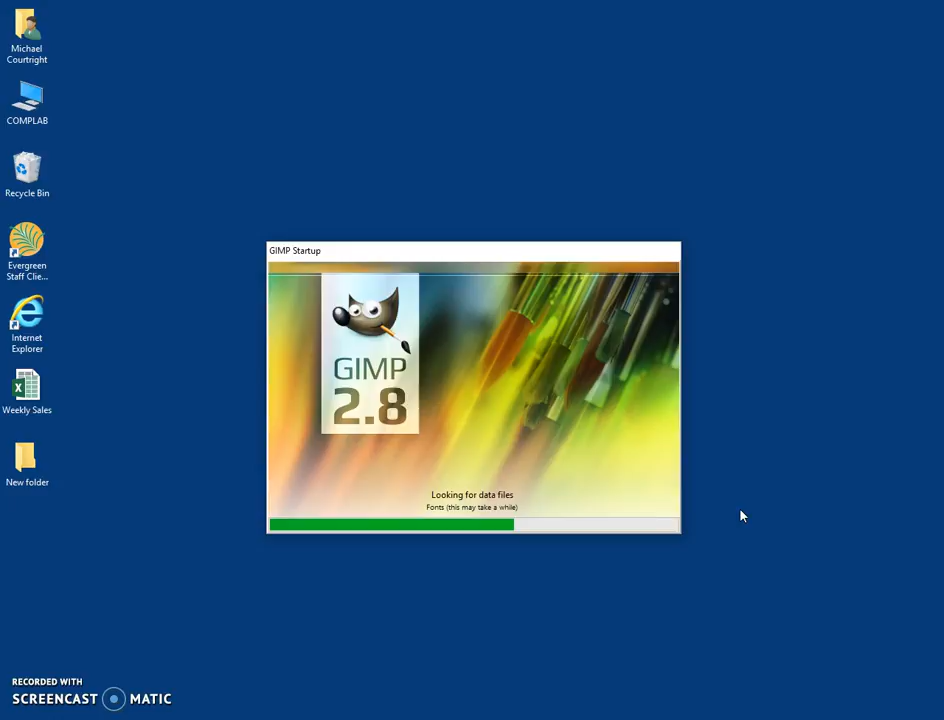 Michael
Courtright
COMPLAB
Recycle Bin
Evergreen
Staff Clie...
Internet
Explorer
Weekly Sales
New folder
GIMP Startup
GIMP
2.8
Looking for data files
Fonts (this may take a while)
RECORDED WITH
SCREENCAST MATIC